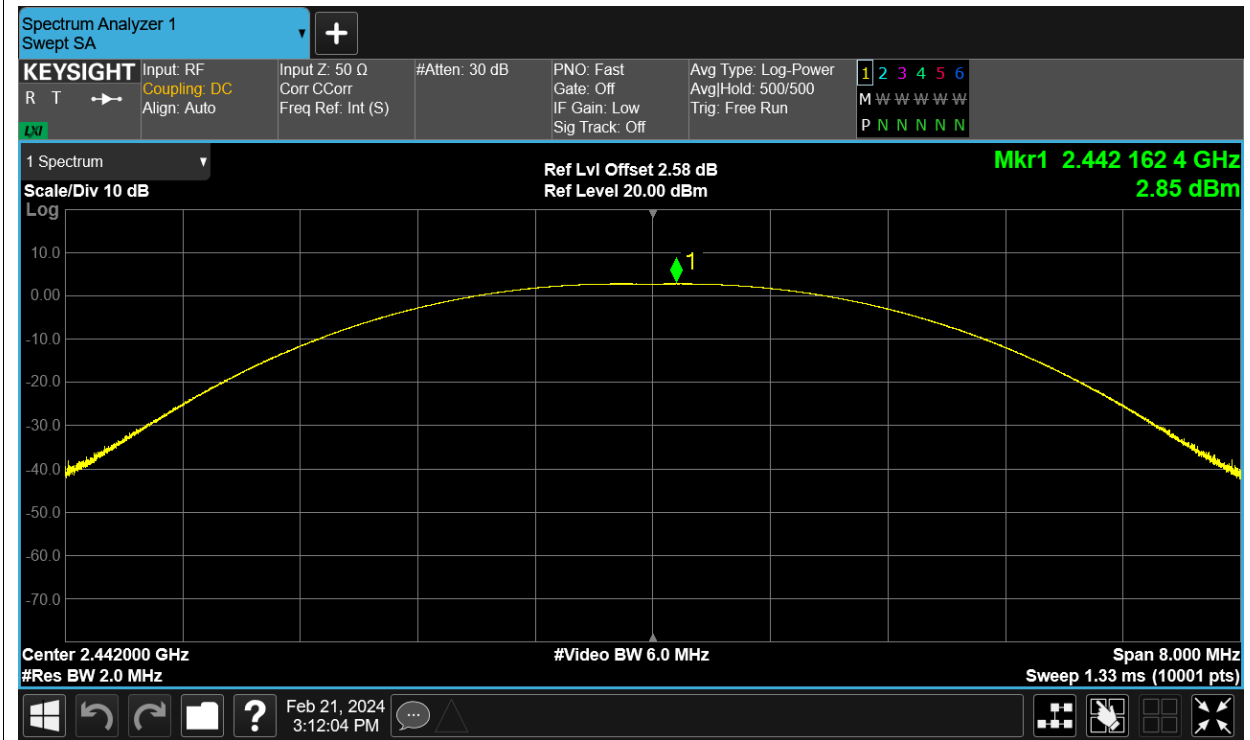 Spectrum Analyzer 1
Swept SA
KEYSIGHT
R T
LXI
Input: RF
Coupling: DC
Align: Auto
Input Z: 50 Ω
Corr CCorr
Freq Ref: Int (S)
#Atten: 30 dB
PNO: Fast
Gate: Off
IF Gain: Low
Sig Track: Off
Avg Type: Log-Power
Avg|Hold: 500/500
Trig: Free Run
1 2 3 4 5 6
M W W W W W
P N N N N N
1 Spectrum
Scale/Div 10 dB
Log
Ref Lvl Offset 2.58 dB
Ref Level 20.00 dBm
Mkr1 2.442 162 4 GHz
2.85 dBm
1
10.0
0.00
-10.0
-20.0
-30.0
-40.0
-50.0
-60.0
-70.0
Center 2.442000 GHz
#Res BW 2.0 MHz
#Video BW 6.0 MHz
Span 8.000 MHz
Sweep 1.33 ms (10001 pts)
?
Feb 21, 2024
3:12:04 PM